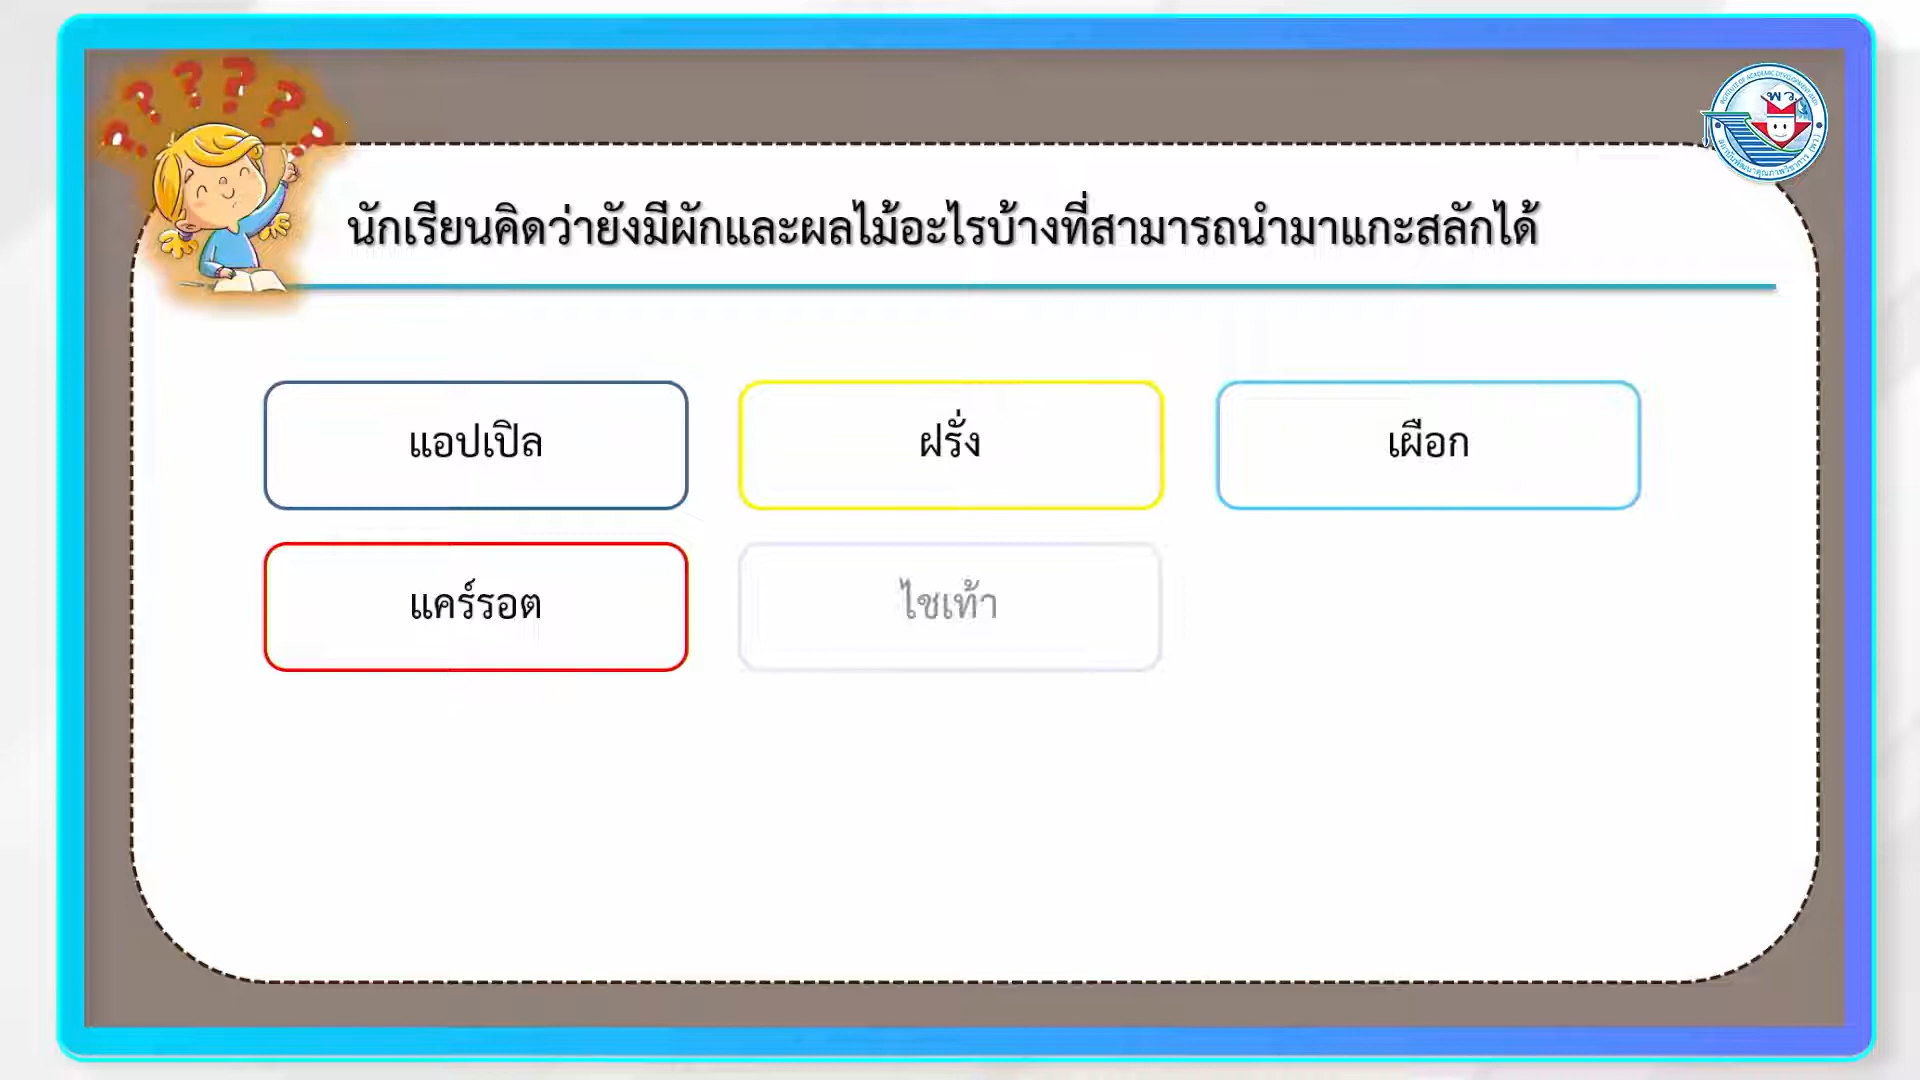 นักเรียนคิดว่ายังมีผักและผลไม้อะไรบ้างที่สามารถนำมาแกะสลักได้
แอปเปิล
ฝรั่ง
เผือก
แคร์รอต
ไชเท้า
พว